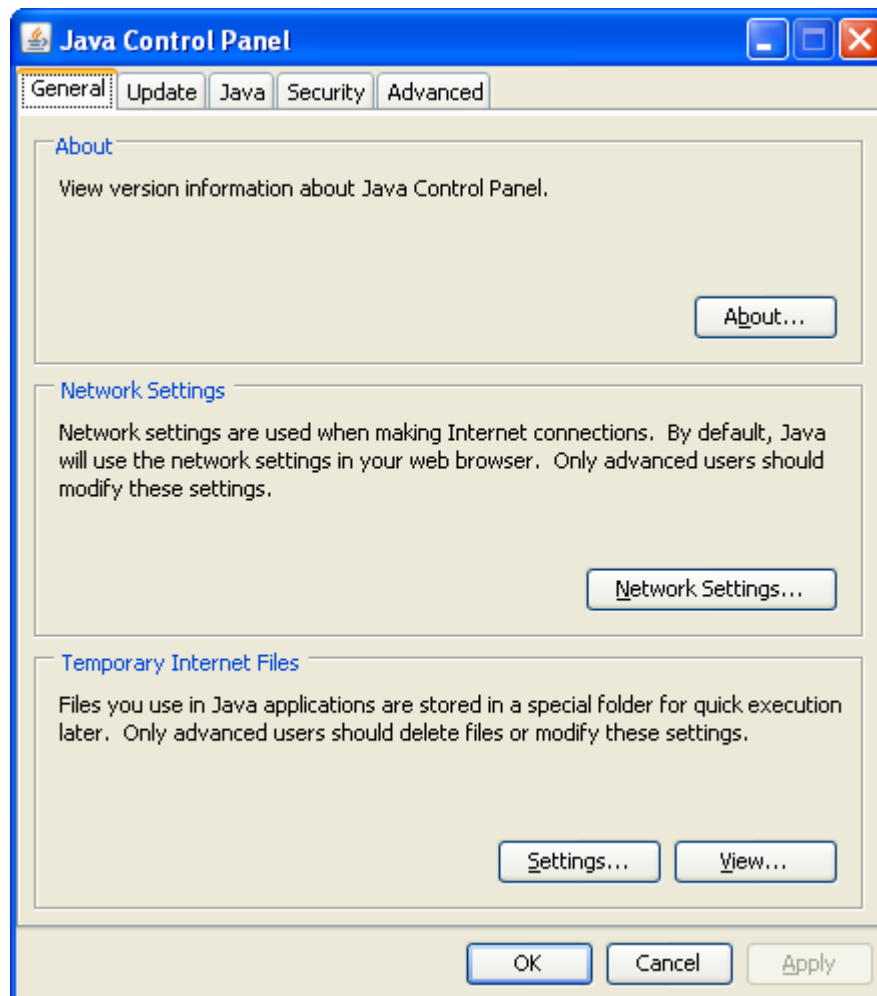 Java Control Panel
General Update Java Security Advanced
About
View version information about Java Control Panel.
About...
Network Settings
Network settings are used when making Internet connections.  By default, Java
will use the network settings in your web browser.  Only advanced users should
modify these settings.
Network Settings...
Temporary Internet Files
Files you use in Java applications are stored in a special folder for quick execution
later.  Only advanced users should delete files or modify these settings.
Settings... View...
OK Cancel Apply